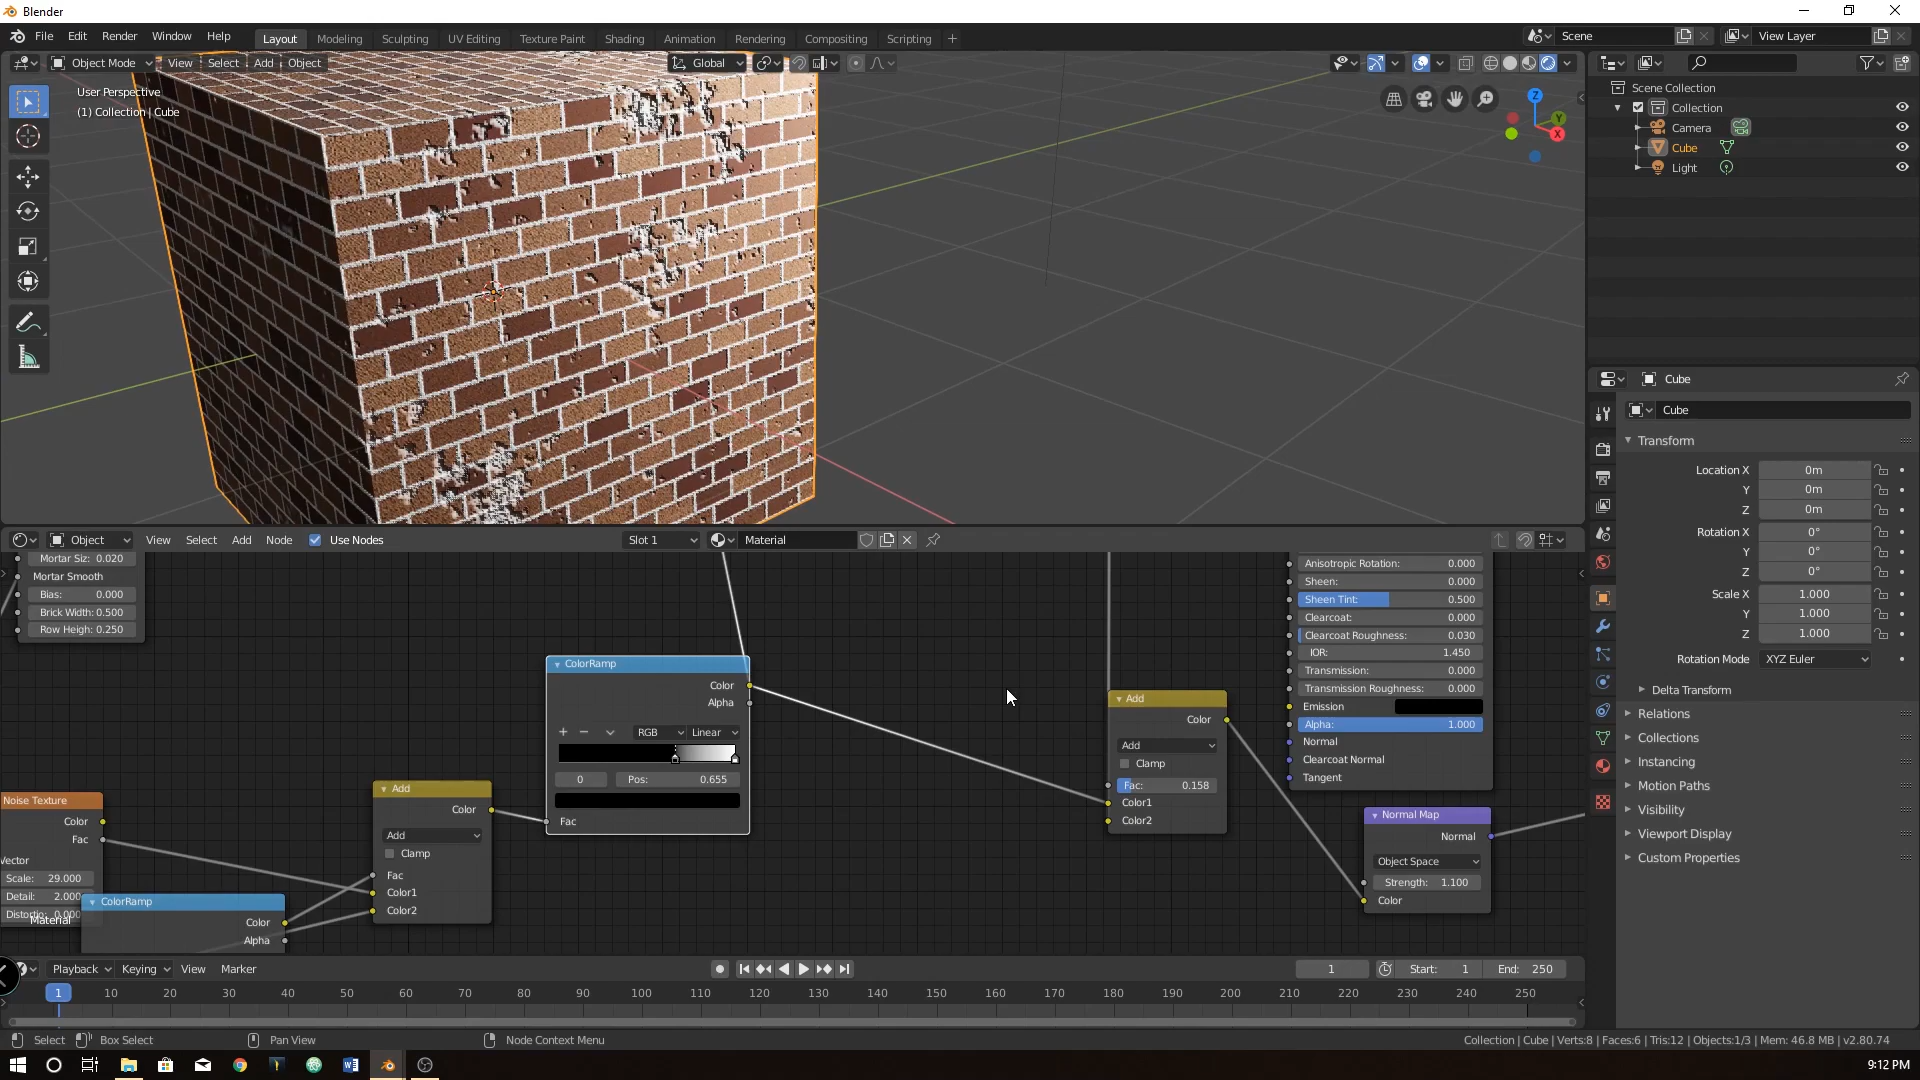 Blender
File Edit Render Window Help
Layout Modeling Sculpting UV Editing Texture Paint Shading Animation Rendering Compositing Scripting +
Scene
View Layer
Object Mode View Select Add Object
Global
User Perspective
(1) Collection | Cube
Z
Y
X
Scene Collection
Collection
Camera
Cube
Light
Cube
Cube
Transform
Location X 0m
Y 0m
Z 0m
Rotation X 0°
Y 0°
Z 0°
Scale X 1.000
Y 1.000
Z 1.000
Rotation Mode XYZ Euler
Delta Transform
Relations
Collections
Instancing
Motion Paths
Visibility
Viewport Display
Custom Properties
Object View Select Add Node Use Nodes Slot 1 Material
Mortar Siz: 0.020
Mortar Smooth
Bias: 0.000
Brick Width: 0.500
Row Heigh: 0.250
Noise Texture
Color
Fac
Vector
Scale: 29.000
Detail: 2.000
Distortio: 0.000
Material
ColorRamp
Color
Alpha
Add
Color
Add
Clamp
Fac
Color1
Color2
ColorRamp
Color
Alpha
RGB Linear
0 Pos: 0.655
Fac
Add
Color
Add
Clamp
Fac: 0.158
Color1
Color2
Anisotropic Rotation: 0.000
Sheen: 0.000
Sheen Tint: 0.500
Clearcoat: 0.000
Clearcoat Roughness: 0.030
IOR: 1.450
Transmission: 0.000
Transmission Roughness: 0.000
Emission
Alpha: 1.000
Normal
Clearcoat Normal
Tangent
Normal Map
Normal
Object Space
Strength: 1.100
Color
Playback Keying View Marker
1 Start: 1 End: 250
1 10 20 30 40 50 60 70 80 90 100 110 120 130 140 150 160 170 180 190 200 210 220 230 240 250
Select Box Select Pan View Node Context Menu
Collection | Cube | Verts:8 | Faces:6 | Tris:12 | Objects:1/3 | Mem: 46.8 MB | v2.80.74
9:12 PM